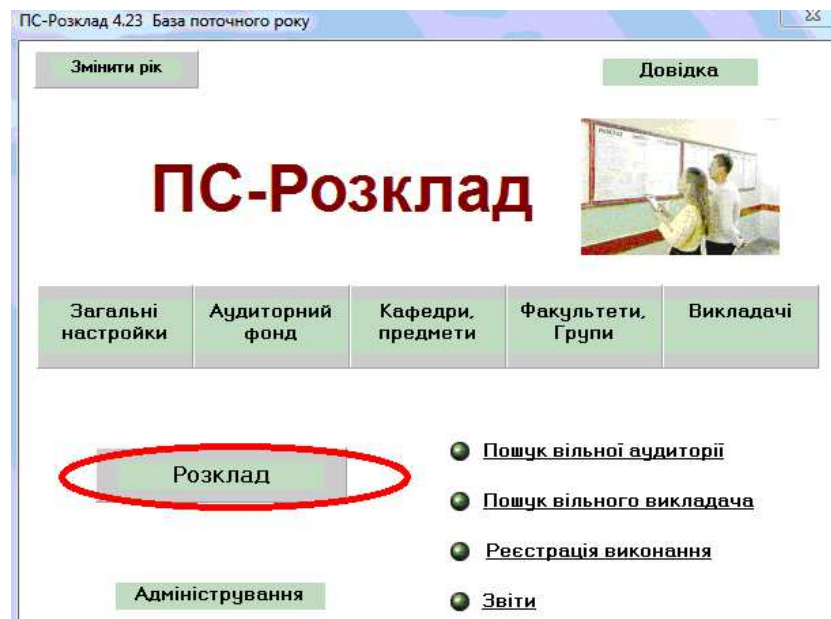 ПС-Розклад 4.23 База поточного року
Змінити рік
Довідка
ПС-Розклад
Загальні
настройки
Аудиторний
фонд
Кафедри,
предмети
Факультети,
Групи
Викладачі
Розклад
Пошук вільної аудиторії
Пошук вільного викладача
Реєстрація виконання
Адміністрування
Звіти